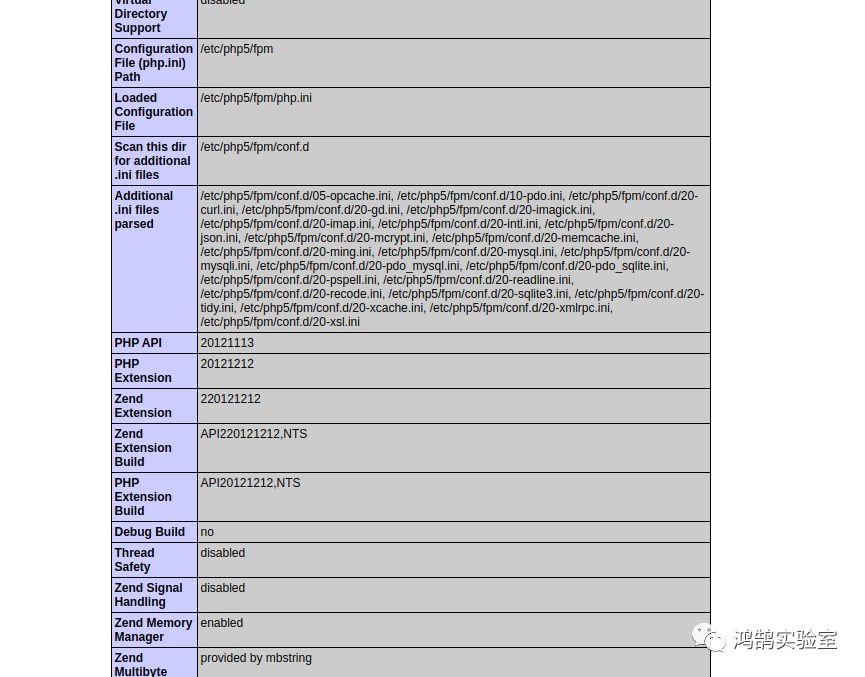 Virtual
Directory
Support
disabled
Configuration
File (php.ini)
Path
/etc/php5/fpm
Loaded
Configuration
File
/etc/php5/fpm/php.ini
Scan this dir
for additional
.ini files
/etc/php5/fpm/conf.d
Additional
.ini files
parsed
/etc/php5/fpm/conf.d/05-opcache.ini, /etc/php5/fpm/conf.d/10-pdo.ini, /etc/php5/fpm/conf.d/20-
curl.ini, /etc/php5/fpm/conf.d/20-gd.ini, /etc/php5/fpm/conf.d/20-imagick.ini,
/etc/php5/fpm/conf.d/20-imap.ini, /etc/php5/fpm/conf.d/20-intl.ini, /etc/php5/fpm/conf.d/20-
json.ini, /etc/php5/fpm/conf.d/20-mcrypt.ini, /etc/php5/fpm/conf.d/20-memcache.ini,
/etc/php5/fpm/conf.d/20-ming.ini, /etc/php5/fpm/conf.d/20-mysql.ini, /etc/php5/fpm/conf.d/20-
mysqli.ini, /etc/php5/fpm/conf.d/20-pdo_mysql.ini, /etc/php5/fpm/conf.d/20-pdo_sqlite.ini,
/etc/php5/fpm/conf.d/20-pspell.ini, /etc/php5/fpm/conf.d/20-readline.ini,
/etc/php5/fpm/conf.d/20-recode.ini, /etc/php5/fpm/conf.d/20-sqlite3.ini, /etc/php5/fpm/conf.d/20-
tidy.ini, /etc/php5/fpm/conf.d/20-xcache.ini, /etc/php5/fpm/conf.d/20-xmlrpc.ini,
/etc/php5/fpm/conf.d/20-xsl.ini
PHP API
20121113
PHP
Extension
20121212
Zend
Extension
220121212
Zend
Extension
Build
API220121212,NTS
PHP
Extension
Build
API20121212,NTS
Debug Build
no
Thread
Safety
disabled
Zend Signal
Handling
disabled
Zend Memory
Manager
enabled
Zend
Multibyte
provided by mbstring
鸿鹄实验室